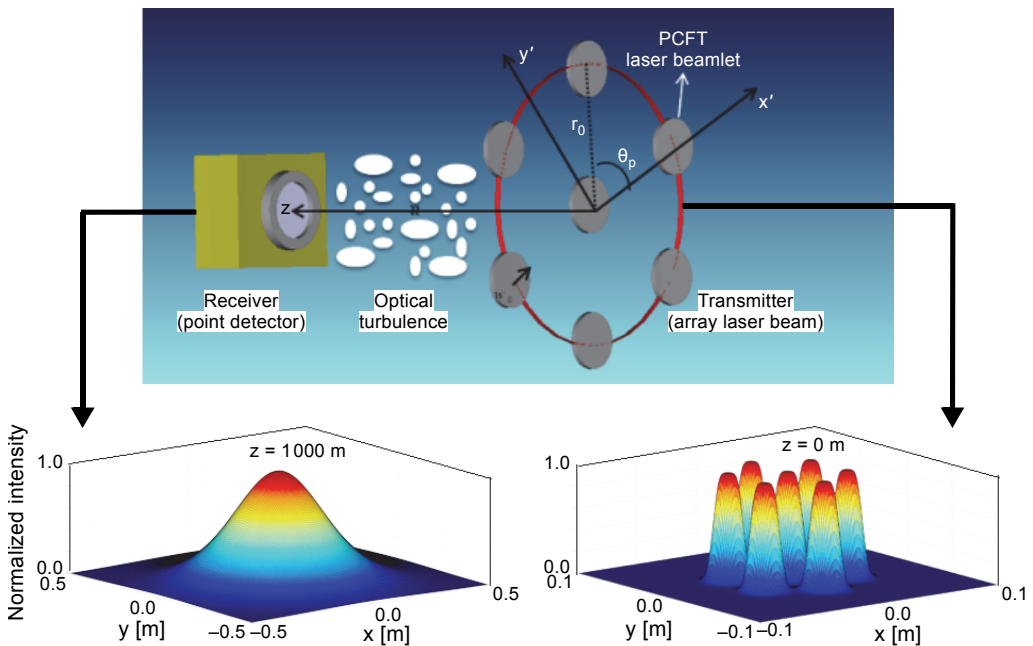 PCFT
laser beamlet
y′
x′
r0
θp
z
Receiver
(point detector)
Optical
turbulence
Transmitter
(array laser beam)
Normalized intensity
z = 1000 m
1.0
0.0
0.5
0.0
y [m]
–0.5
–0.5
0.0
x [m]
0.5
z = 0 m
1.0
0.0
0.1
0.0
y [m]
–0.1
–0.1
0.0
x [m]
0.1